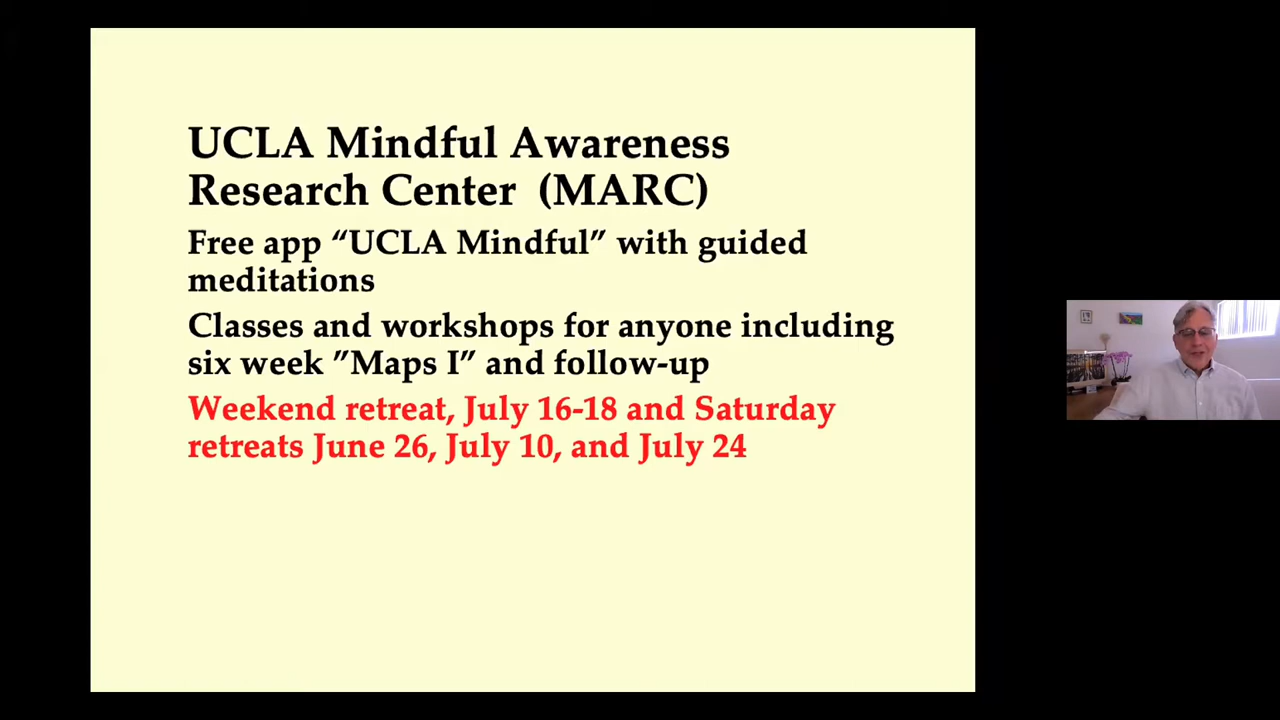 UCLA Mindful Awareness
Research Center (MARC)
Free app “UCLA Mindful” with guided
meditations
Classes and workshops for anyone including
six week ”Maps I” and follow-up
Weekend retreat, July 16-18 and Saturday
retreats June 26, July 10, and July 24